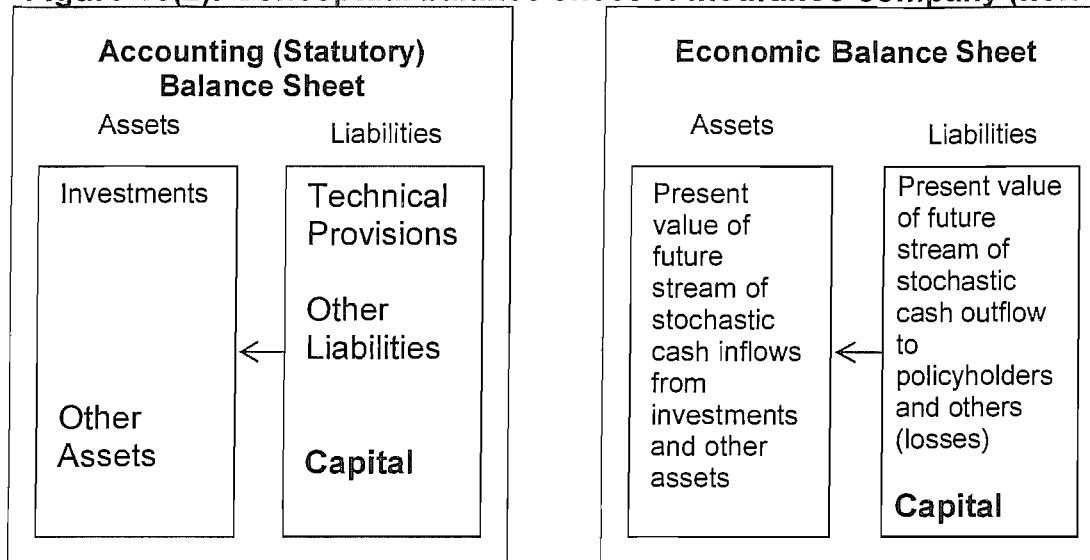 Accounting (Statutory)
Balance Sheet
Assets
Liabilities
Investments
Other
Assets
Technical
Provisions
Other
Liabilities
Capital
Economic Balance Sheet
Assets
Liabilities
Present
value of
future
stream of
stochastic
cash inflows
from
investments
and other
assets
Present value
of future
stream of
stochastic
cash outflow
to
policyholders
and others
(losses)
Capital